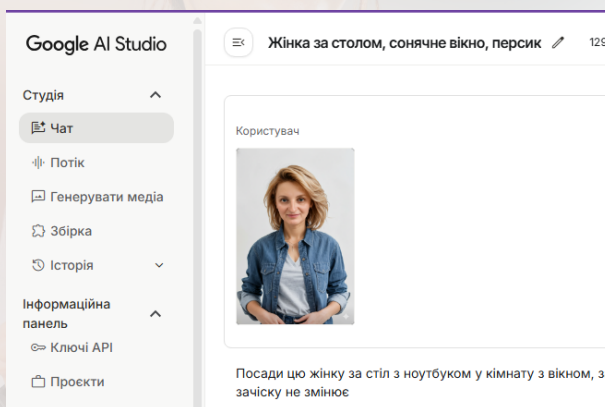 Google AI Studio
Студія
Чат
Потік
Генерувати медіа
Збірка
Історія
Інформаційна
панель
Ключі API
Проєкти
Жінка за столом, сонячне вікно, персик
129
Користувач
Посади цю жінку за стіл з ноутбуком у кімнату з вікном, з
зачіску не змінює